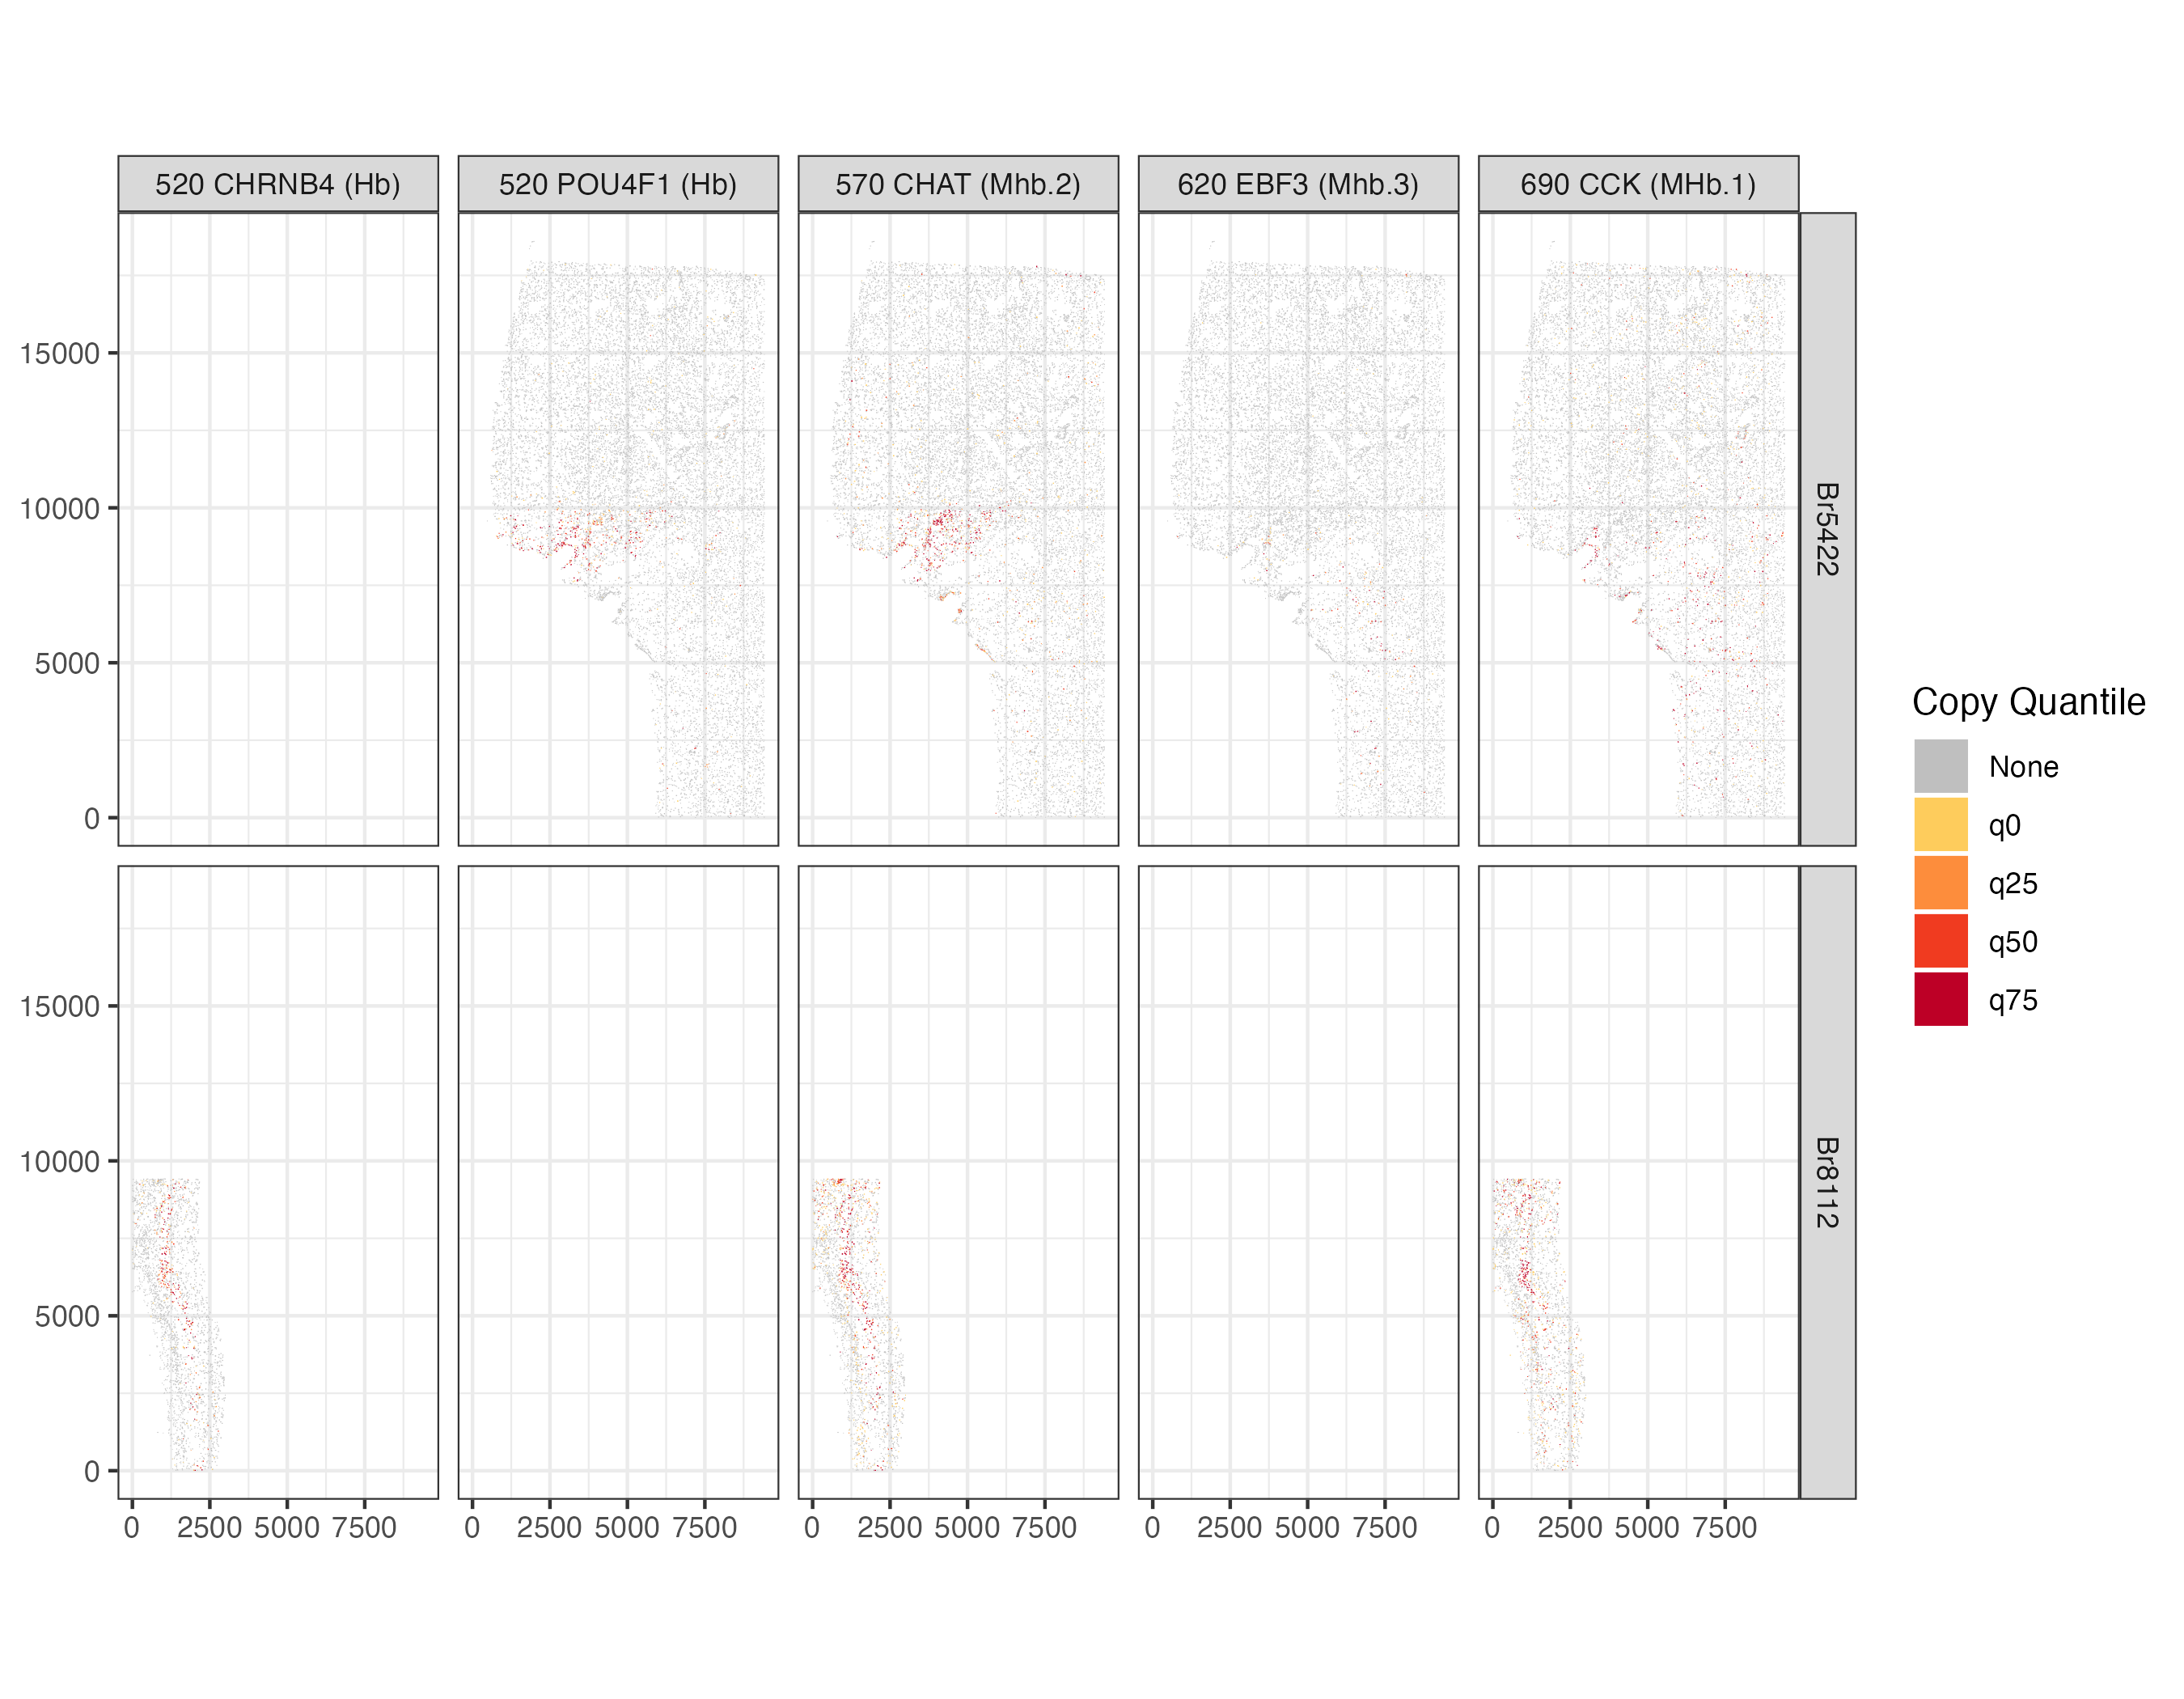 520 CHRNB4 (Hb) 520 POU4F1 (Hb) 570 CHAT (Mhb.2) 620 EBF3 (Mhb.3) 690 CCK (MHb.1)
15000
10000
5000
0
Br5422
15000
10000
5000
0
Br8112
0 2500 5000 7500 0 2500 5000 7500 0 2500 5000 7500 0 2500 5000 7500 0 2500 5000 7500
Copy Quantile
None
q0
q25
q50
q75